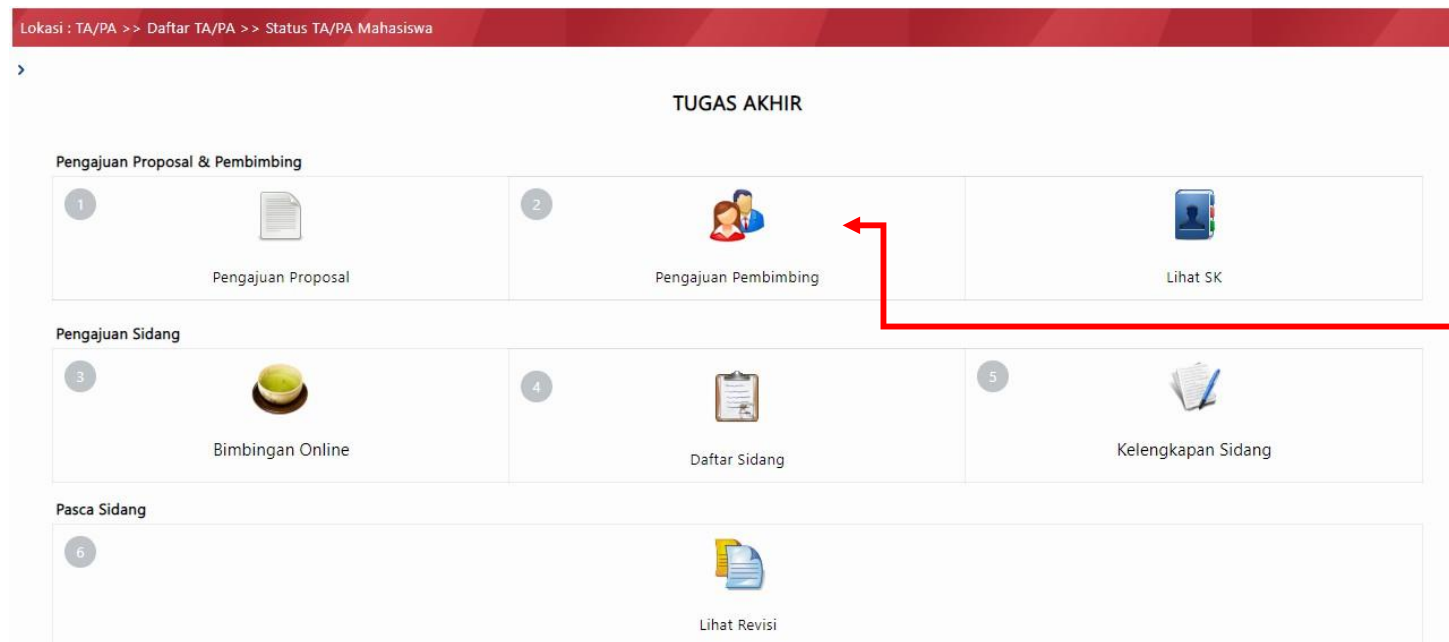 Lokasi : TA/PA >> Daftar TA/PA >> Status TA/PA Mahasiswa
TUGAS AKHIR
Pengajuan Proposal & Pembimbing
1
Pengajuan Proposal
2
Pengajuan Pembimbing
Lihat SK
Pengajuan Sidang
3
Bimbingan Online
4
Daftar Sidang
5
Kelengkapan Sidang
Pasca Sidang
6
Lihat Revisi